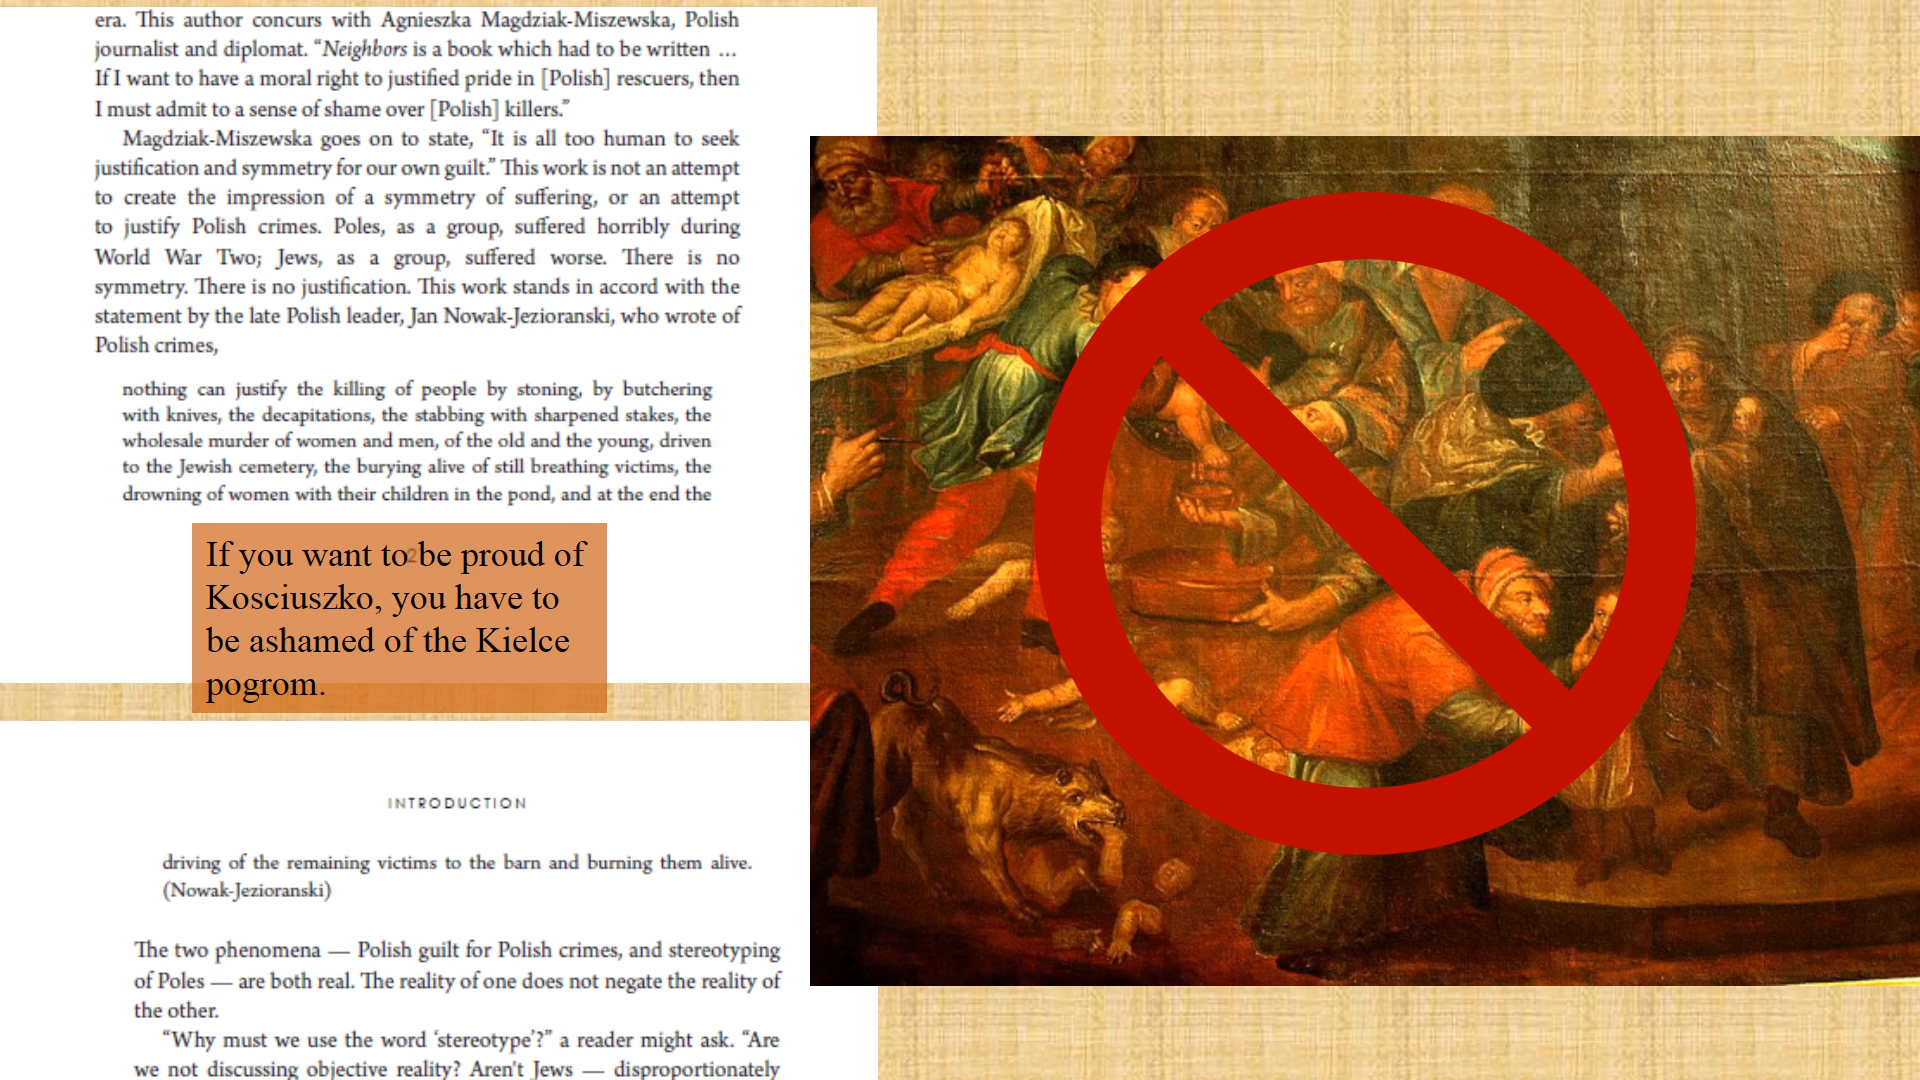 era. This author concurs with Agnieszka Magdziak-Miszewska, Polish
journalist and diplomat. “Neighbors is a book which had to be written …
If I want to have a moral right to justified pride in [Polish] rescuers, then
I must admit to a sense of shame over [Polish] killers.”
Magdziak-Miszewska goes on to state, “It is all too human to seek
justification and symmetry for our own guilt.” This work is not an attempt
to create the impression of a symmetry of suffering, or an attempt
to justify Polish crimes. Poles, as a group, suffered horribly during
World War Two; Jews, as a group, suffered worse. There is no
symmetry. There is no justification. This work stands in accord with the
statement by the late Polish leader, Jan Nowak-Jezioranski, who wrote of
Polish crimes,
nothing can justify the killing of people by stoning, by butchering
with knives, the decapitations, the stabbing with sharpened stakes, the
wholesale murder of women and men, of the old and the young, driven
to the Jewish cemetery, the burying alive of still breathing victims, the
drowning of women with their children in the pond, and at the end the
2
If you want to be proud of
Kosciuszko, you have to
be ashamed of the Kielce
pogrom.
INTRODUCTION
driving of the remaining victims to the barn and burning them alive.
(Nowak-Jezioranski)
The two phenomena — Polish guilt for Polish crimes, and stereotyping
of Poles — are both real. The reality of one does not negate the reality of
the other.
“Why must we use the word ‘stereotype’?” a reader might ask. “Are
we not discussing objective reality? Aren’t Jews — disproportionately